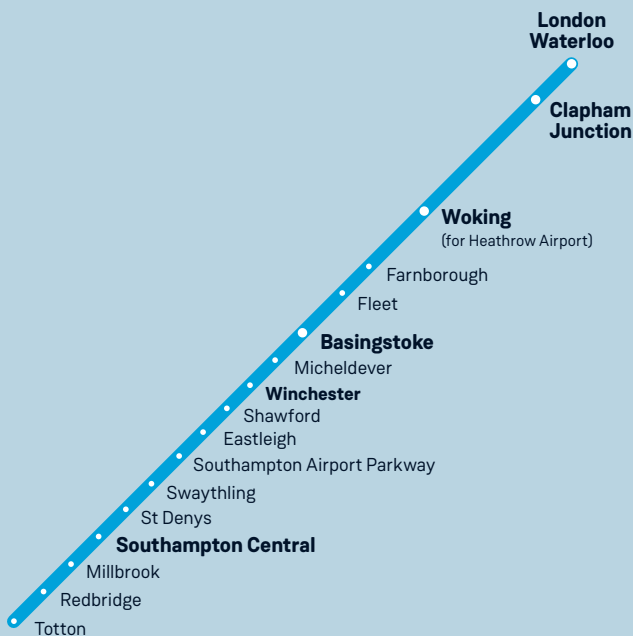 London
Waterloo
Clapham
Junction
Woking
(for Heathrow Airport)
Farnborough
Fleet
Basingstoke
Micheldever
Winchester
Shawford
Eastleigh
Southampton Airport Parkway
Swaythling
St Denys
Southampton Central
Millbrook
Redbridge
Totton